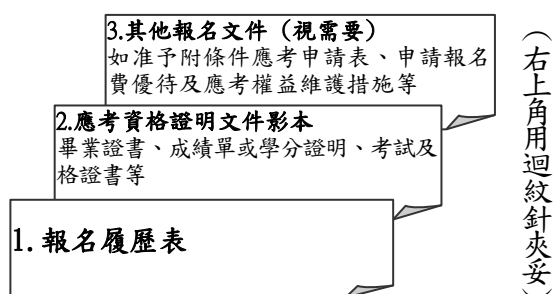 3.其他報名文件（視需要）
如准予附條件應考申請表、申請報名
費優待及應考權益維護措施等
2.應考資格證明文件影本
畢業證書、成績單或學分證明、考試及
格證書等
1.報名履歷表
（右上角用迴紋針夾妥）